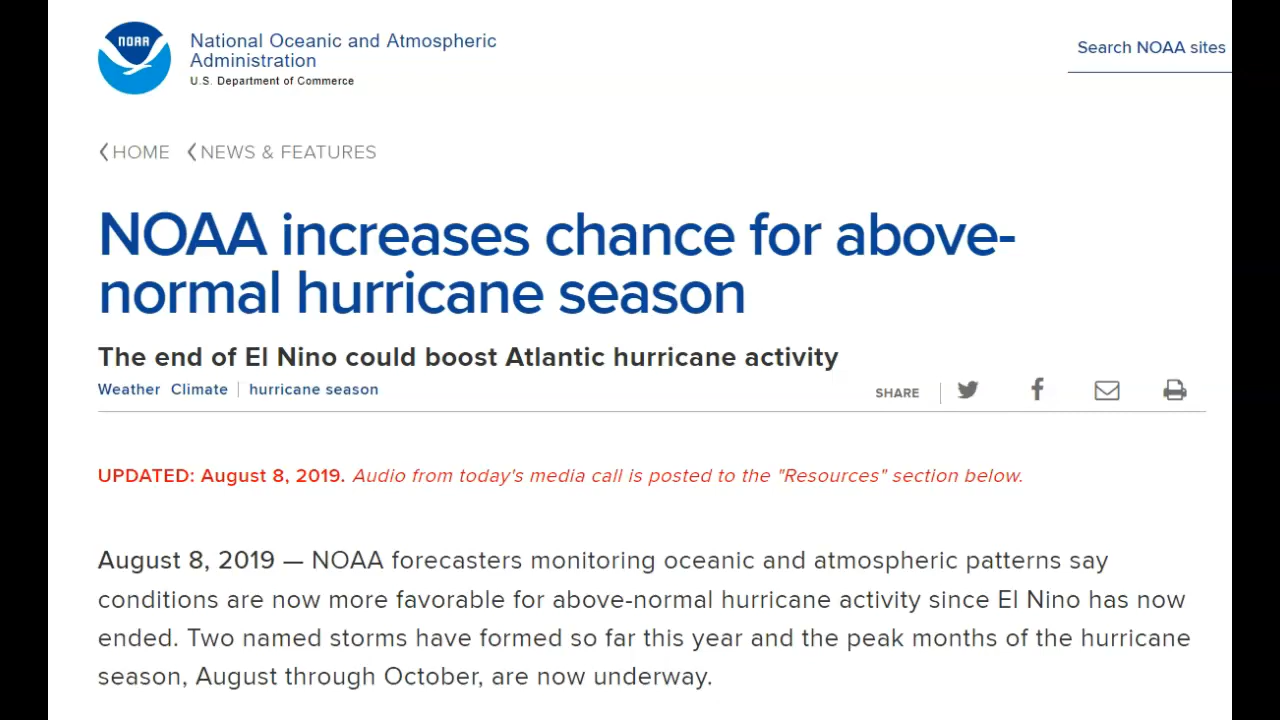 NOAA
National Oceanic and Atmospheric
Administration
U.S. Department of Commerce
Search NOAA sites
HOME NEWS & FEATURES
NOAA increases chance for above-
normal hurricane season
The end of El Nino could boost Atlantic hurricane activity
Weather Climate | hurricane season
SHARE
UPDATED: August 8, 2019. Audio from today's media call is posted to the "Resources" section below.
August 8, 2019 — NOAA forecasters monitoring oceanic and atmospheric patterns say
conditions are now more favorable for above-normal hurricane activity since El Nino has now
ended. Two named storms have formed so far this year and the peak months of the hurricane
season, August through October, are now underway.